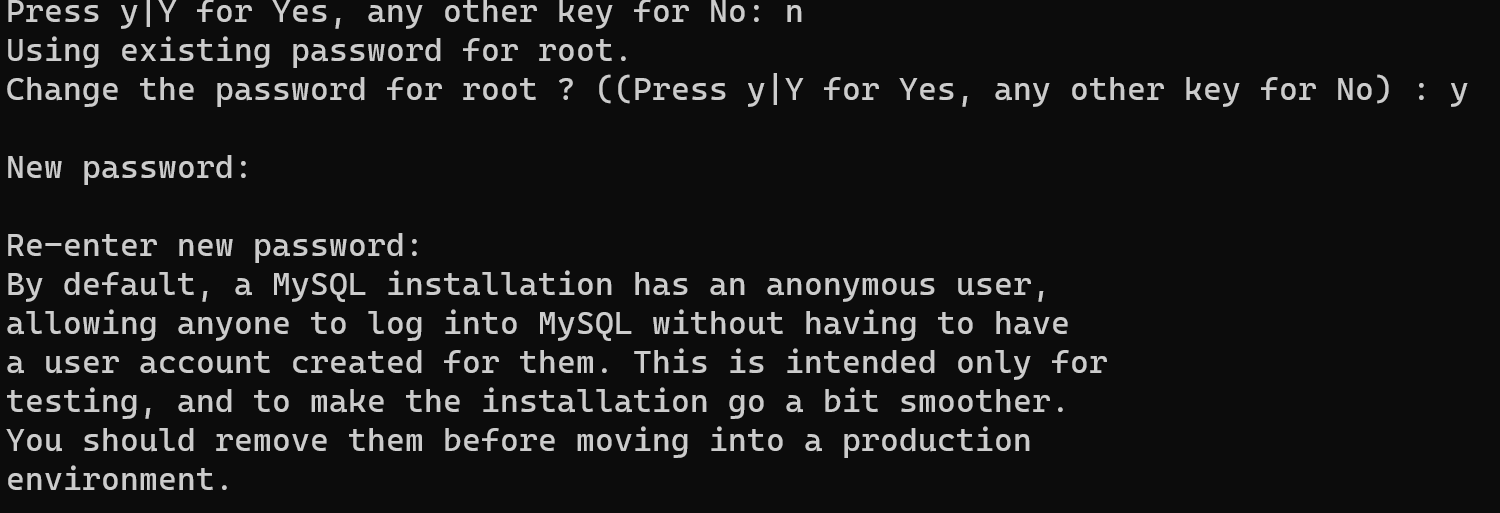 Press y|Y for Yes, any other key for No: n
Using existing password for root.
Change the password for root ? ((Press y|Y for Yes, any other key for No) : y
New password:
Re-enter new password:
By default, a MySQL installation has an anonymous user,
allowing anyone to log into MySQL without having to have
a user account created for them. This is intended only for
testing, and to make the installation go a bit smoother.
You should remove them before moving into a production
environment.